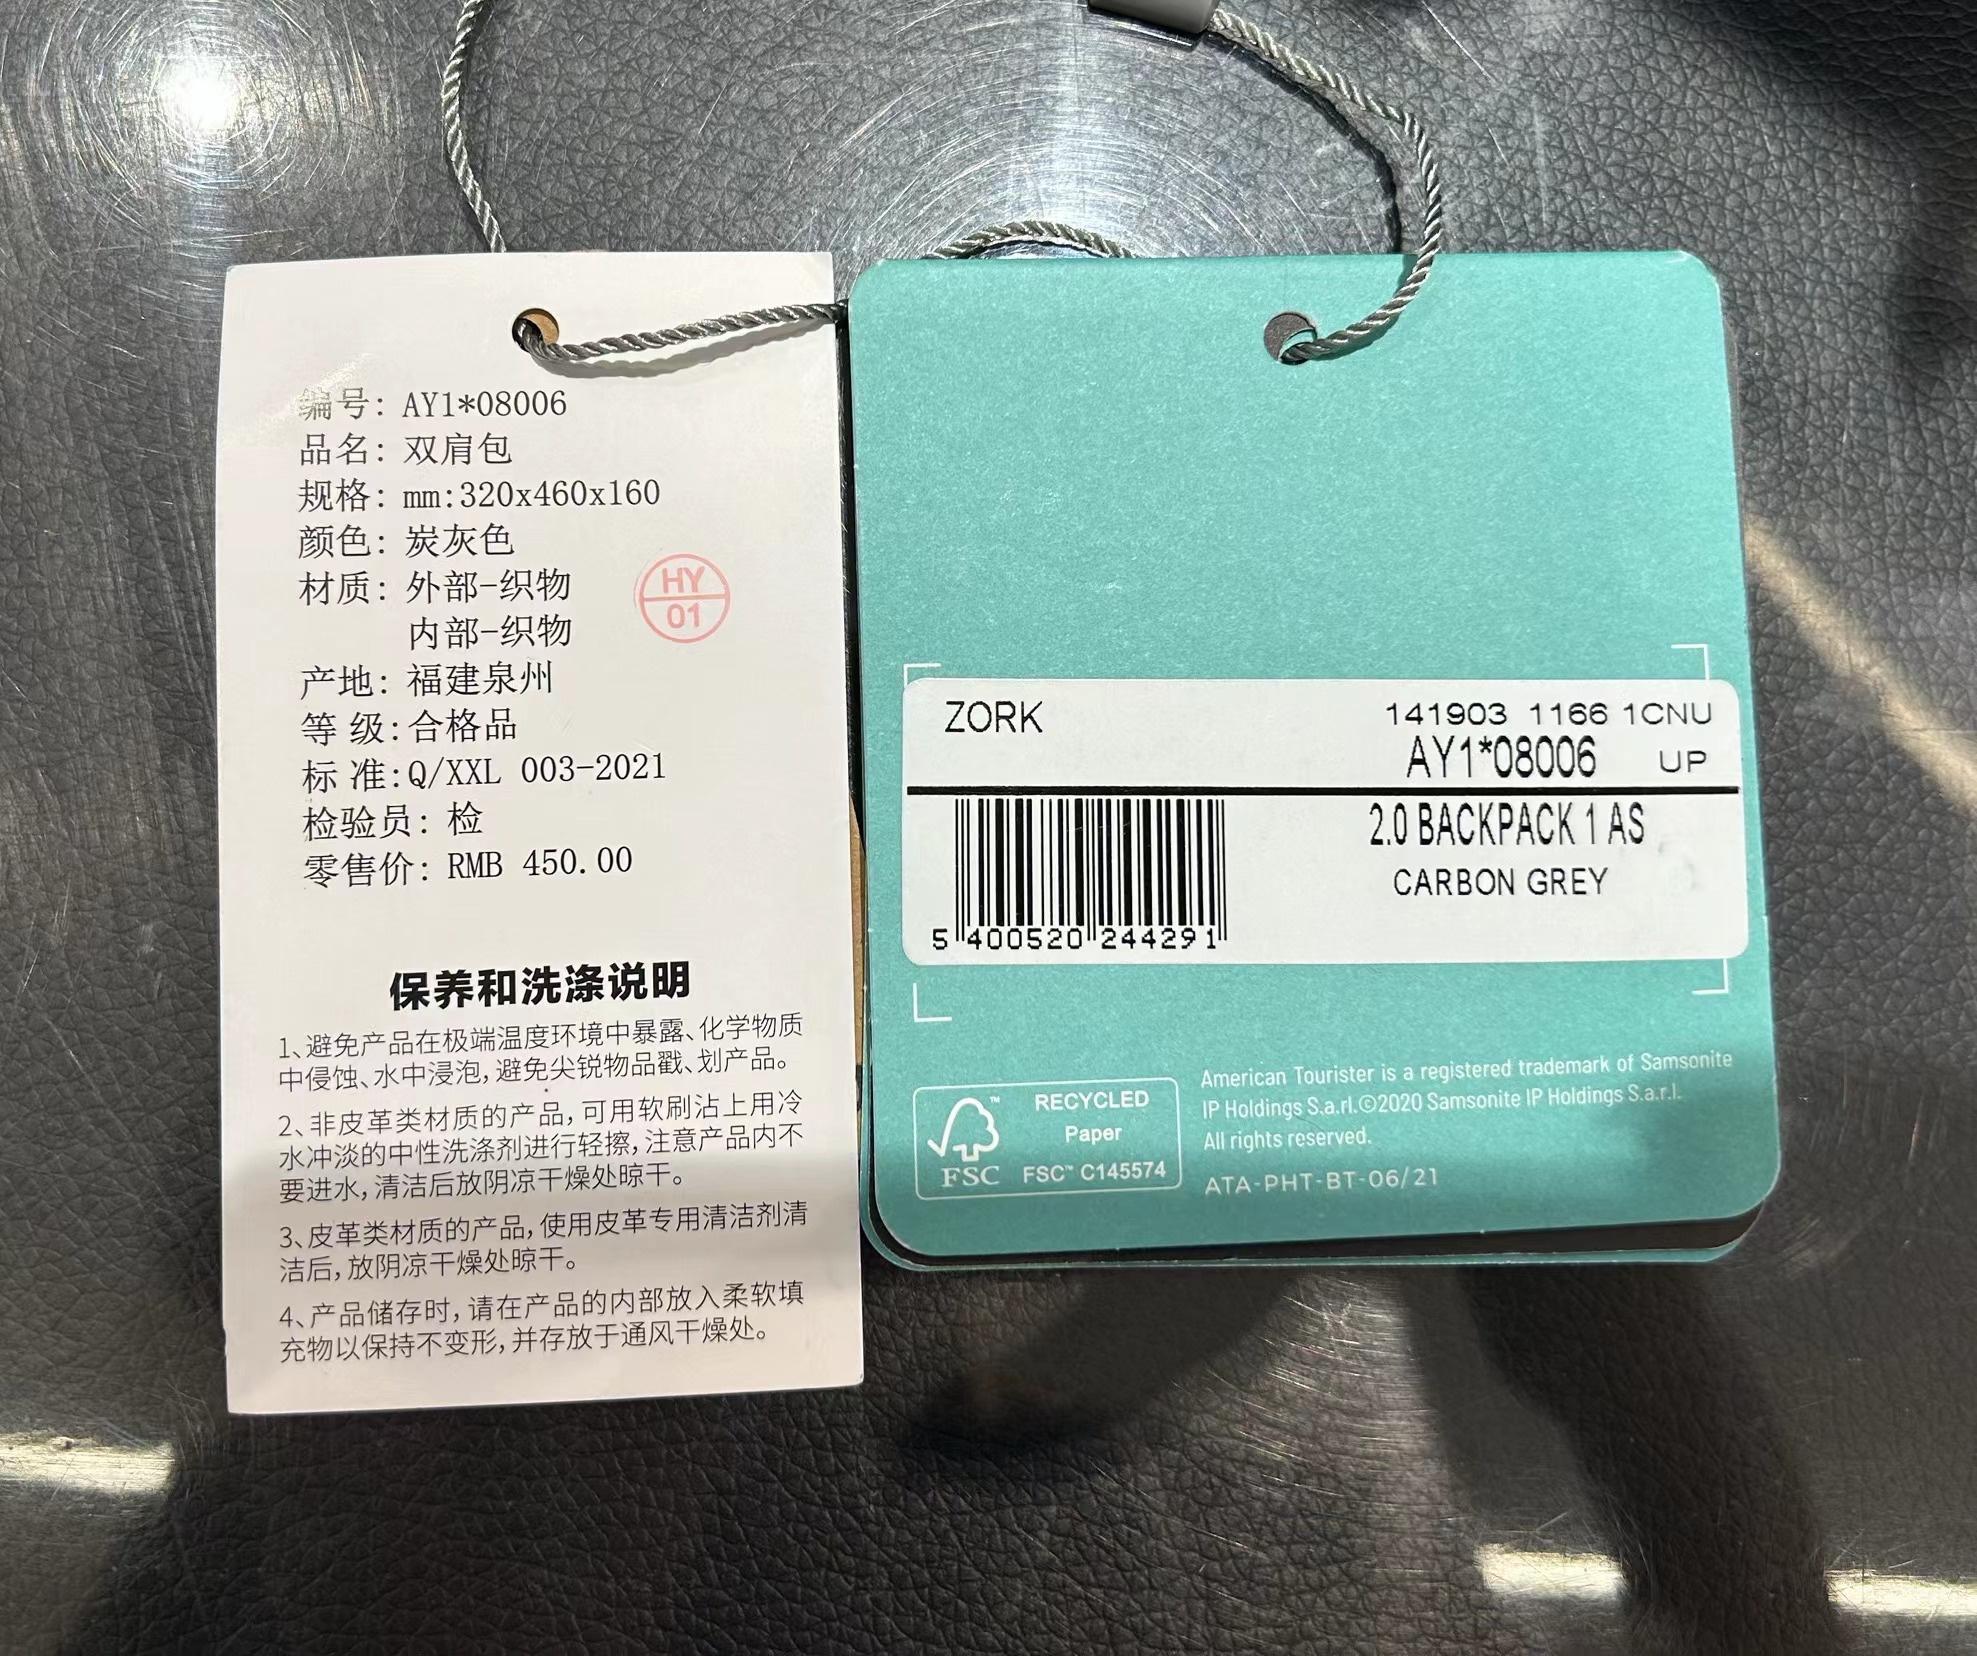 编号: AY1*08006
品名: 双肩包
规格: mm:320x460x160
颜色: 炭灰色
材质: 外部-织物
内部-织物
HY
01
产地: 福建泉州
等 级:合格品
标 准:Q/XXL 003-2021
检验员: 检
零售价: RMB 450.00
保养和洗涤说明
1、避免产品在极端温度环境中暴露、化学物质
中侵蚀、水中浸泡,避免尖锐物品戳、划产品。
2、非皮革类材质的产品,可用软刷沾上用冷
水冲淡的中性洗涤剂进行轻擦,注意产品内不
要进水,清洁后放阴凉干燥处晾干。
3、皮革类材质的产品,使用皮革专用清洁剂清
洁后,放阴凉干燥处晾干。
4、产品储存时,请在产品的内部放入柔软填
充物以保持不变形,并存放于通风干燥处。
ZORK
141903 1166 1CNU
AY1*08006 UP
2.0 BACKPACK 1 AS
CARBON GREY
5 400520 244291
FSC™
RECYCLED
Paper
FSC™ C145574
American Tourister is a registered trademark of Samsonite
IP Holdings S.a.r.l.©2020 Samsonite IP Holdings S.a.r.l.
All rights reserved.
ATA-PHT-BT-06/21